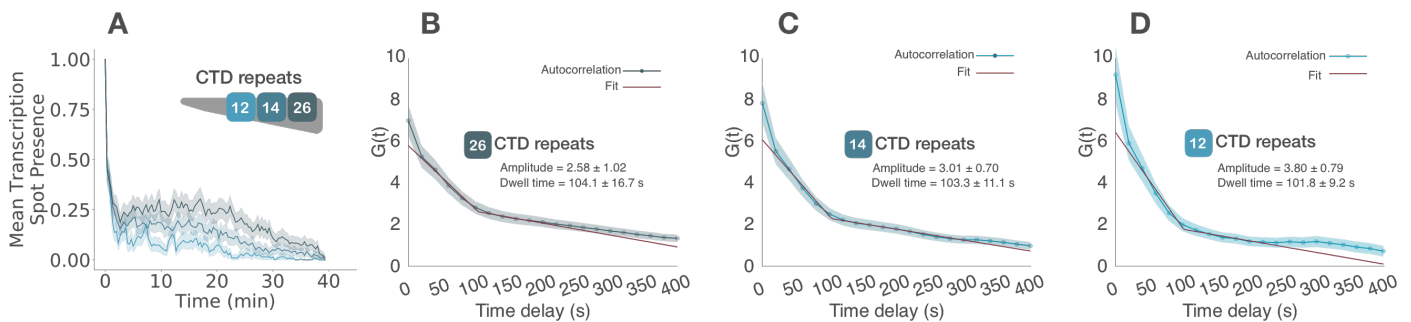 A
Mean Transcription
Spot Presence
1.00
0.75
0.50
0.25
0.00
CTD repeats
12 14 26
0 10 20 30 40
Time (min)
B
G(t)
10
8
6
4
2
0
Autocorrelation
Fit
26 CTD repeats
Amplitude = 2.58 ± 1.02
Dwell time = 104.1 ± 16.7 s
0 50 100 150 200 250 300 350 400
Time delay (s)
C
G(t)
10
8
6
4
2
0
Autocorrelation
Fit
14 CTD repeats
Amplitude = 3.01 ± 0.70
Dwell time = 103.3 ± 11.1 s
0 50 100 150 200 250 300 350 400
Time delay (s)
D
G(t)
10
8
6
4
2
0
Autocorrelation
Fit
12 CTD repeats
Amplitude = 3.80 ± 0.79
Dwell time = 101.8 ± 9.2 s
0 50 100 150 200 250 300 350 400
Time delay (s)